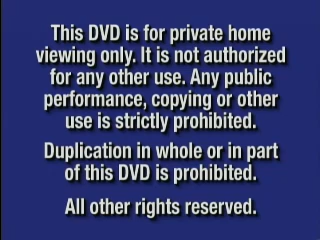 This DVD is for private home
viewing only. It is not authorized
for any other use. Any public
performance, copying or other
use is strictly prohibited.
Duplication in whole or in part
of this DVD is prohibited.
All other rights reserved.